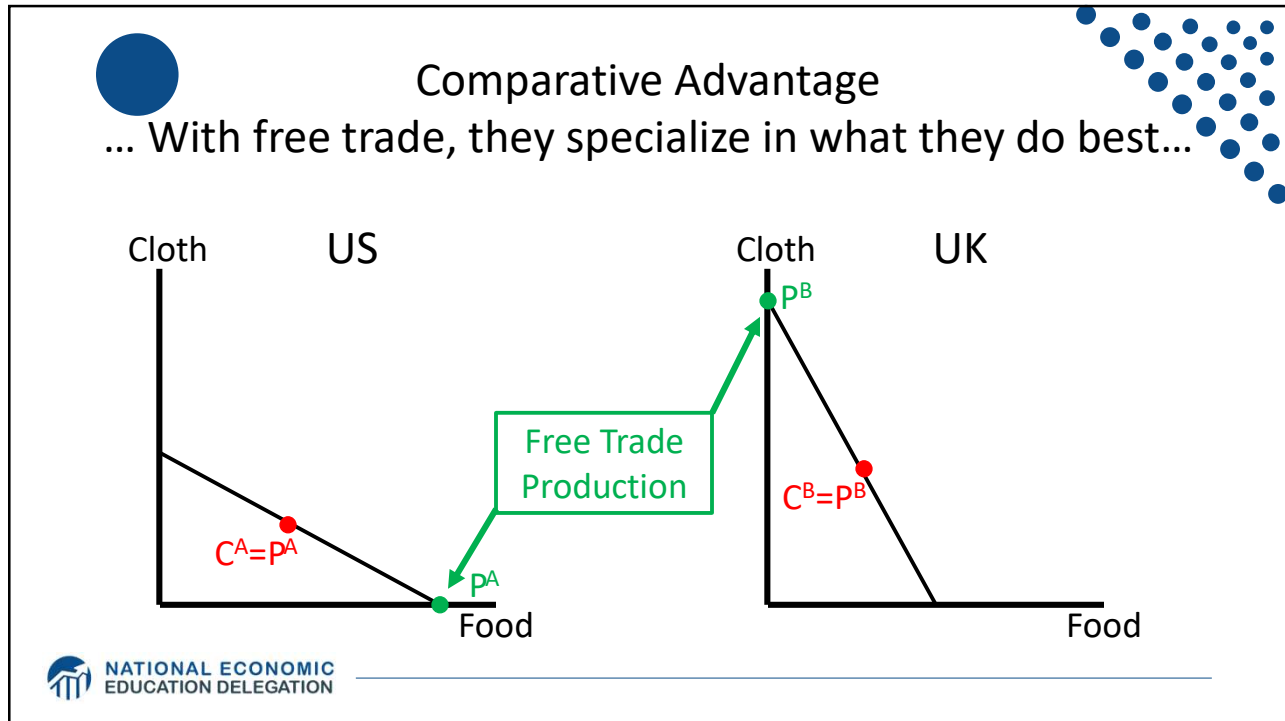 Comparative Advantage
… With free trade, they specialize in what they do best…
Cloth
US
C^A=P^A
P^A
Food
Free Trade
Production
Cloth
UK
P^B
C^B=P^B
Food
NATIONAL ECONOMIC
EDUCATION DELEGATION